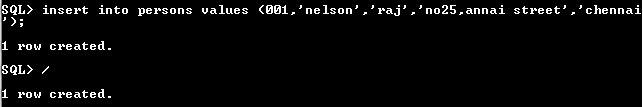 SQL> insert into persons values (001,'nelson','raj','no25,annai street','chennai
');
1 row created.
SQL> /
1 row created.